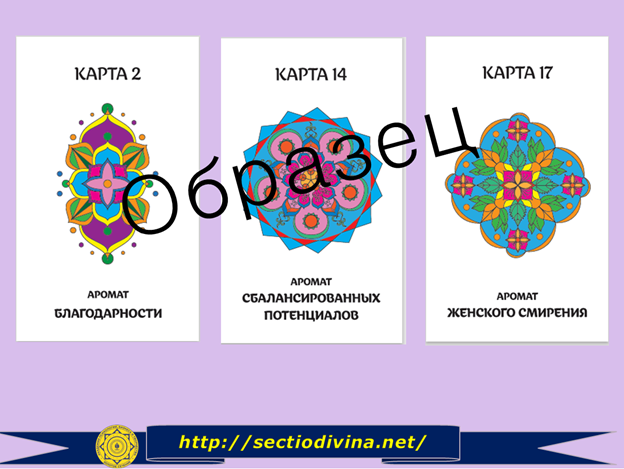 КАРТА 2
АРОМАТ
БЛАГОДАРНОСТИ
КАРТА 14
АРОМАТ
СБАЛАНСИРОВАННЫХ
ПОТЕНЦИАЛОВ
КАРТА 17
АРОМАТ
ЖЕНСКОГО СМИРЕНИЯ
Образец
http://sectiodivina.net/